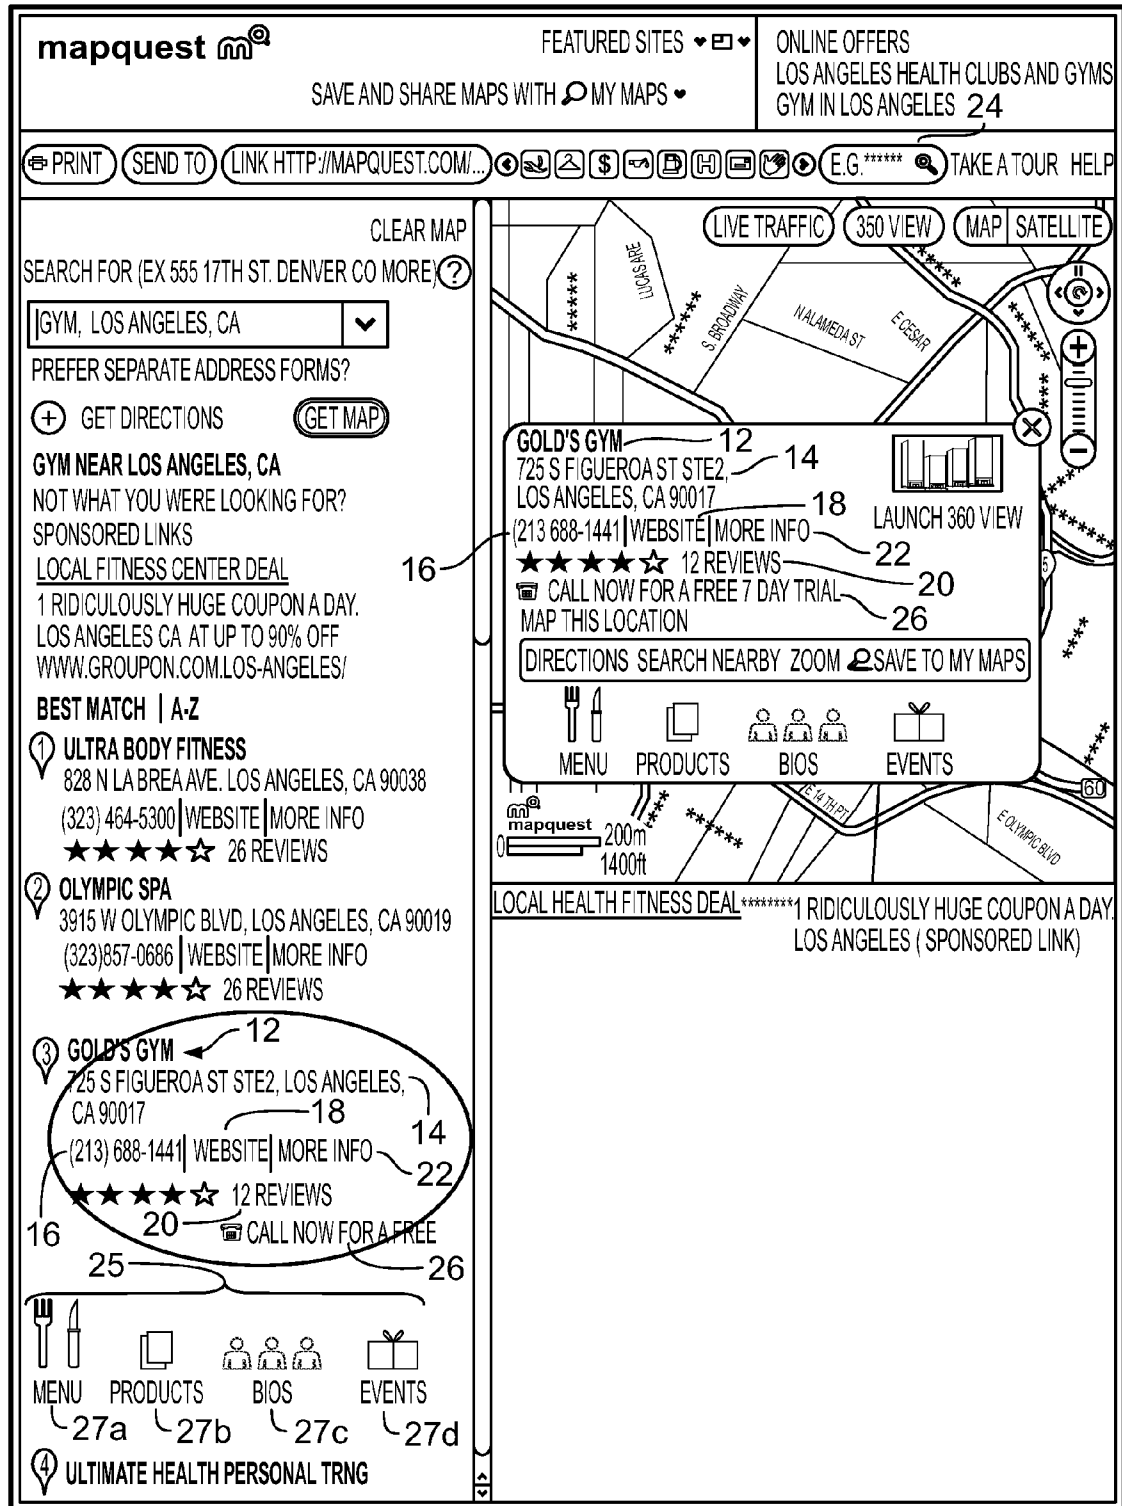 mapquest m
FEATURED SITES
SAVE AND SHARE MAPS WITH MY MAPS
ONLINE OFFERS
LOS ANGELES HEALTH CLUBS AND GYMS
GYM IN LOS ANGELES 24
PRINT SEND TO LINK HTTP://MAPQUEST.COM/... $ H E.G.****** TAKE A TOUR HELP
CLEAR MAP
SEARCH FOR (EX 555 17TH ST. DENVER CO MORE) ?
GYM, LOS ANGELES, CA
PREFER SEPARATE ADDRESS FORMS?
+ GET DIRECTIONS GET MAP
GYM NEAR LOS ANGELES, CA
NOT WHAT YOU WERE LOOKING FOR?
SPONSORED LINKS
LOCAL FITNESS CENTER DEAL
1 RIDICULOUSLY HUGE COUPON A DAY.
LOS ANGELES CA AT UP TO 90% OFF
WWW.GROUPON.COM.LOS-ANGELES/
BEST MATCH | A-Z
1 ULTRA BODY FITNESS
828 N LA BREA AVE. LOS ANGELES, CA 90038
(323) 464-5300 | WEBSITE | MORE INFO
★★★★☆ 26 REVIEWS
2 OLYMPIC SPA
3915 W OLYMPIC BLVD, LOS ANGELES, CA 90019
(323)857-0686 | WEBSITE | MORE INFO
★★★★☆ 26 REVIEWS
3 GOLD'S GYM 12
725 S FIGUEROA ST STE2, LOS ANGELES, 14
CA 90017
18
16 (213) 688-1441 | WEBSITE | MORE INFO 22
★★★★☆ 12 REVIEWS
20
CALL NOW FOR A FREE 26
25
MENU PRODUCTS BIOS EVENTS
27a 27b 27c 27d
4 ULTIMATE HEALTH PERSONAL TRNG
LIVE TRAFFIC 350 VIEW MAP | SATELLITE
*****
LUCAS ARE
******
S. BROADWAY
N ALAMEDA ST
E CESAR
+
−
GOLD'S GYM 12
725 S FIGUEROA ST STE2, 14
LOS ANGELES, CA 90017
18
16 (213 688-1441 | WEBSITE | MORE INFO 22
★★★★☆ 12 REVIEWS 20
CALL NOW FOR A FREE 7 DAY TRIAL 26
MAP THIS LOCATION
LAUNCH 360 VIEW
DIRECTIONS SEARCH NEARBY ZOOM SAVE TO MY MAPS
MENU PRODUCTS BIOS EVENTS
5
60
E 14 TH PT
E OLYMPIC BLVD
m
mapquest
0 200m
1400ft
LOCAL HEALTH FITNESS DEAL********1 RIDICULOUSLY HUGE COUPON A DAY.
LOS ANGELES ( SPONSORED LINK)